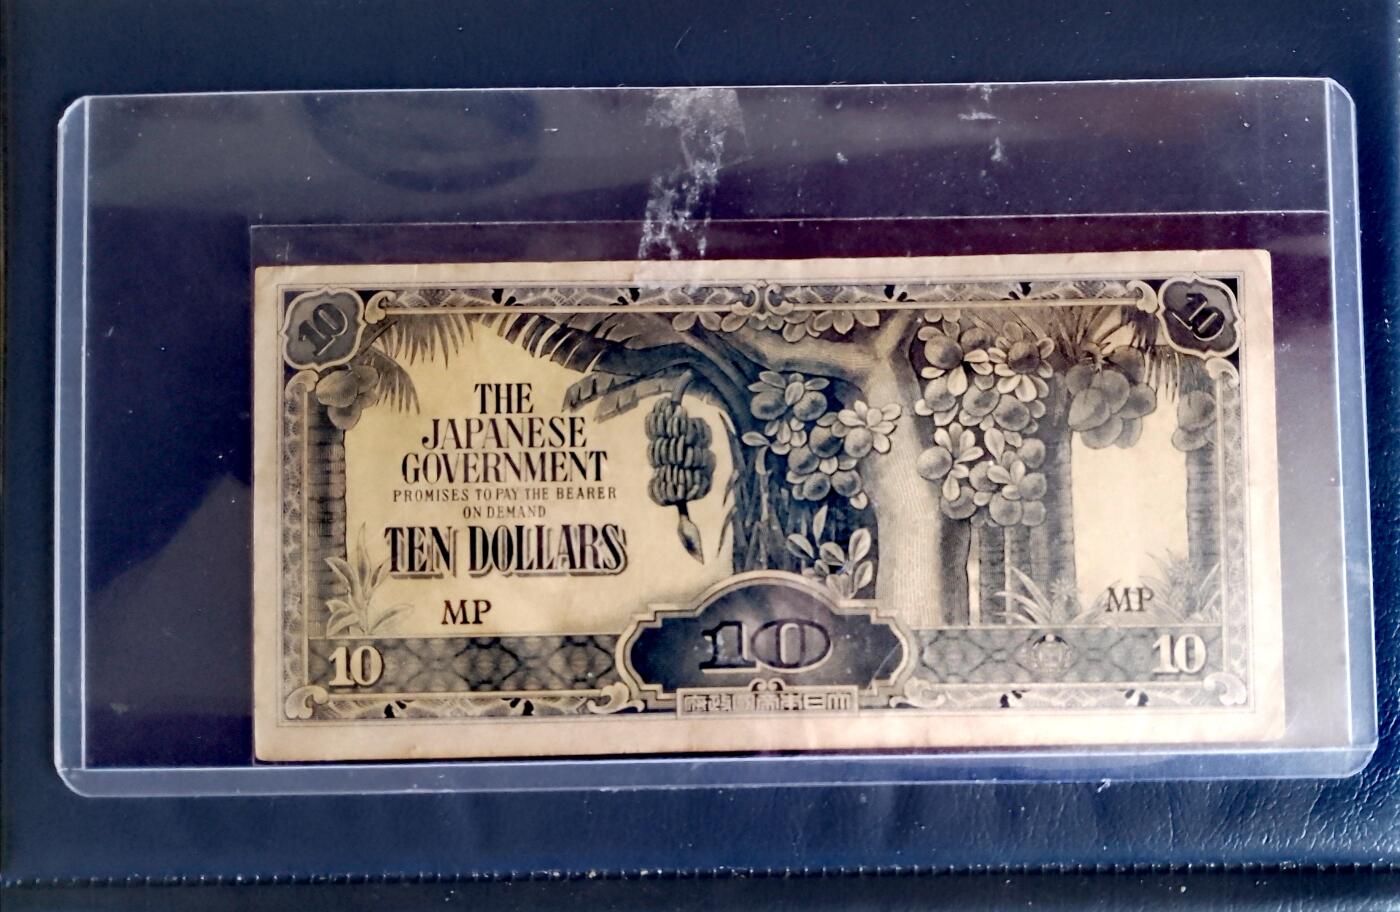 10 10
THE
JAPANESE
GOVERNMENT
PROMISES TO PAY THE BEARER
ON DEMAND
TEN DOLLARS
MP MP
10 10 10
府政國帝本日大